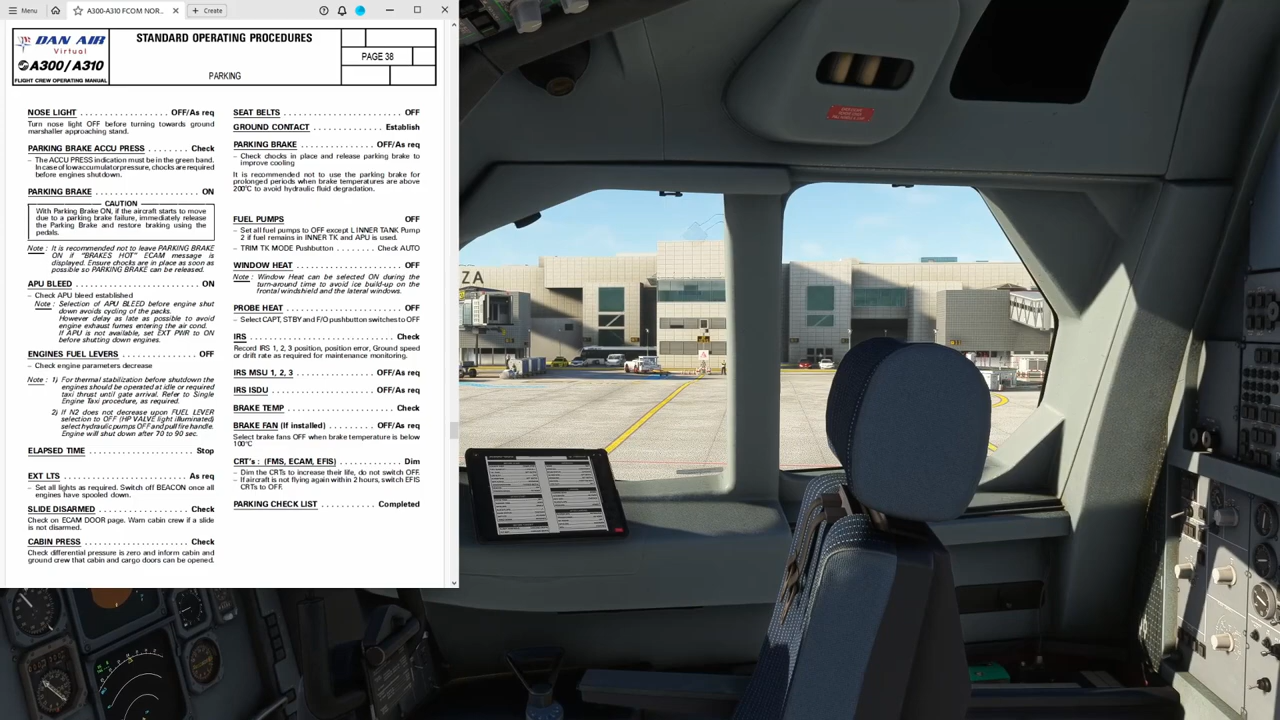 Menu
A300-A310 FCOM NOR...
Create
DAN AIR
Virtual
A300/A310
FLIGHT CREW OPERATING MANUAL
STANDARD OPERATING PROCEDURES
PARKING
PAGE 38
NOSE LIGHT . . . . . . . . . . . . . . . . . OFF/As req
Turn nose light OFF before turning towards ground
marshaller approaching stand.
PARKING BRAKE ACCU PRESS . . . . . . . . Check
– The ACCU PRESS indication must be in the green band.
In case of low accumulator pressure, chocks are required
before engines shutdown.
PARKING BRAKE . . . . . . . . . . . . . . . . . . . . . ON
CAUTION
With Parking Brake ON, if the aircraft starts to move
due to a parking brake failure, immediately release
the Parking Brake and restore braking using the
pedals.
Note : It is recommended not to leave PARKING BRAKE
ON if "BRAKES HOT" ECAM message is
displayed. Ensure chocks are in place as soon as
possible so PARKING BRAKE can be released.
APU BLEED . . . . . . . . . . . . . . . . . . . . . . . . . ON
– Check APU bleed established
Note : Selection of APU BLEED before engine shut
down avoids cycling of the packs.
However delay as late as possible to avoid
engine exhaust fumes entering the air cond.
If APU is not available, set EXT PWR to ON
before shutting down engines.
ENGINES FUEL LEVERS . . . . . . . . . . . . . . . OFF
– Check engine parameters decrease
Note : 1) For thermal stabilization before shutdown the
engines should be operated at idle or required
taxi thrust until gate arrival. Refer to Single
Engine Taxi procedure, as required.
2) If N2 does not decrease upon FUEL LEVER
selection to OFF (HP VALVE light illuminated)
select hydraulic pumps OFF and pull fire handle.
Engine will shut down after 70 to 90 sec.
ELAPSED TIME . . . . . . . . . . . . . . . . . . . . . Stop
EXT LTS . . . . . . . . . . . . . . . . . . . . . . . . As req
– Set all lights as required. Switch off BEACON once all
engines have spooled down.
SLIDE DISARMED . . . . . . . . . . . . . . . . . . Check
Check on ECAM DOOR page. Warn cabin crew if a slide
is not disarmed.
CABIN PRESS . . . . . . . . . . . . . . . . . . . . . Check
Check differential pressure is zero and inform cabin and
ground crew that cabin and cargo doors can be opened.
SEAT BELTS . . . . . . . . . . . . . . . . . . . . . . . OFF
GROUND CONTACT . . . . . . . . . . . . . Establish
PARKING BRAKE . . . . . . . . . . . . . . . OFF/As req
– Check chocks in place and release parking brake to
improve cooling
It is recommended not to use the parking brake for
prolonged periods when brake temperatures are above
200°C to avoid hydraulic fluid degradation.
FUEL PUMPS . . . . . . . . . . . . . . . . . . . . . . OFF
– Set all fuel pumps to OFF except L INNER TANK Pump
2 if fuel remains in INNER TK and APU is used.
– TRIM TK MODE Pushbutton . . . . . . . . Check AUTO
WINDOW HEAT . . . . . . . . . . . . . . . . . . . . OFF
Note : Window Heat can be selected ON during the
turn-around time to avoid ice build-up on the
frontal windshield and the lateral windows.
PROBE HEAT . . . . . . . . . . . . . . . . . . . . . . OFF
– Select CAPT, STBY and F/O pushbutton switches to OFF
IRS . . . . . . . . . . . . . . . . . . . . . . . . . . . . Check
Record IRS 1, 2, 3 position, position error, Ground speed
or drift rate as required for maintenance monitoring.
IRS MSU 1, 2, 3 . . . . . . . . . . . . . . . . OFF/As req
IRS ISDU . . . . . . . . . . . . . . . . . . . . . OFF/As req
BRAKE TEMP . . . . . . . . . . . . . . . . . . . . Check
BRAKE FAN (If installed) . . . . . . . . . OFF/As req
Select brake fans OFF when brake temperature is below
100°C
CRT's : (FMS, ECAM, EFIS) . . . . . . . . . . . . Dim
– Dim the CRTs to increase their life, do not switch OFF.
– If aircraft is not flying again within 2 hours, switch EFIS
CRTs to OFF.
PARKING CHECK LIST . . . . . . . . . . . Completed
ZA